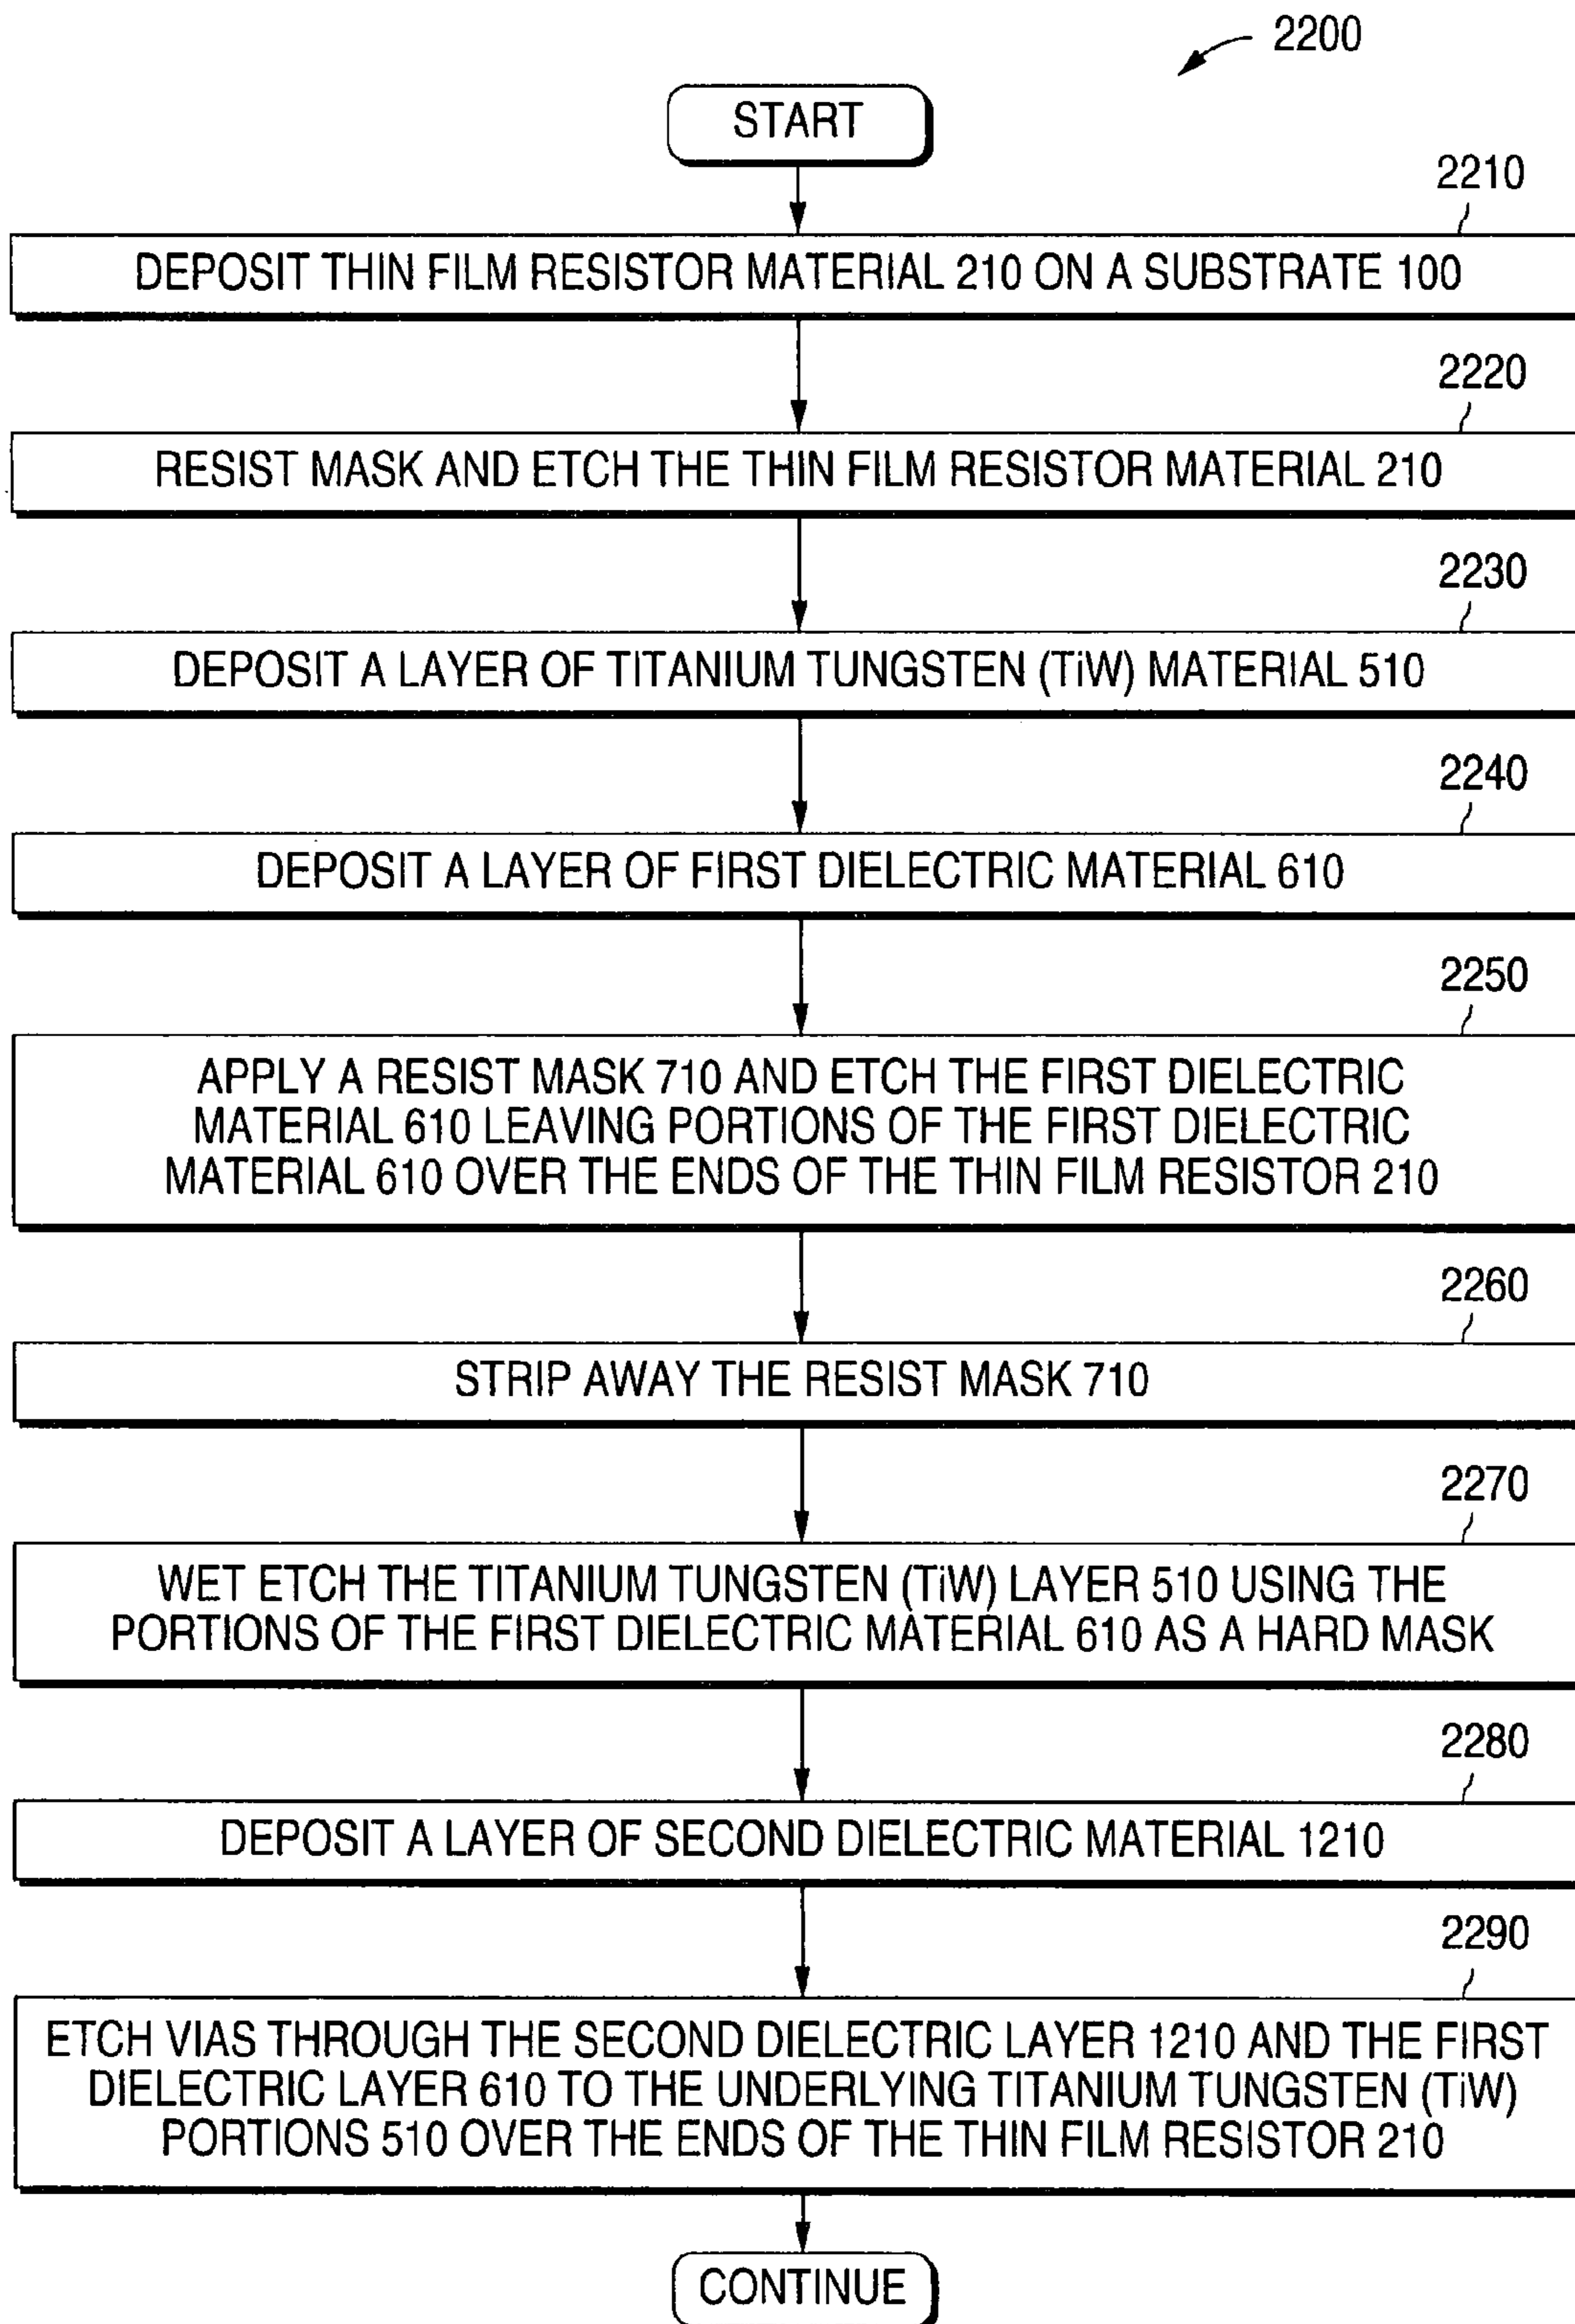 2200
START
2210
DEPOSIT THIN FILM RESISTOR MATERIAL 210 ON A SUBSTRATE 100
2220
RESIST MASK AND ETCH THE THIN FILM RESISTOR MATERIAL 210
2230
DEPOSIT A LAYER OF TITANIUM TUNGSTEN (TiW) MATERIAL 510
2240
DEPOSIT A LAYER OF FIRST DIELECTRIC MATERIAL 610
2250
APPLY A RESIST MASK 710 AND ETCH THE FIRST DIELECTRIC
MATERIAL 610 LEAVING PORTIONS OF THE FIRST DIELECTRIC
MATERIAL 610 OVER THE ENDS OF THE THIN FILM RESISTOR 210
2260
STRIP AWAY THE RESIST MASK 710
2270
WET ETCH THE TITANIUM TUNGSTEN (TiW) LAYER 510 USING THE
PORTIONS OF THE FIRST DIELECTRIC MATERIAL 610 AS A HARD MASK
2280
DEPOSIT A LAYER OF SECOND DIELECTRIC MATERIAL 1210
2290
ETCH VIAS THROUGH THE SECOND DIELECTRIC LAYER 1210 AND THE FIRST
DIELECTRIC LAYER 610 TO THE UNDERLYING TITANIUM TUNGSTEN (TiW)
PORTIONS 510 OVER THE ENDS OF THE THIN FILM RESISTOR 210
CONTINUE